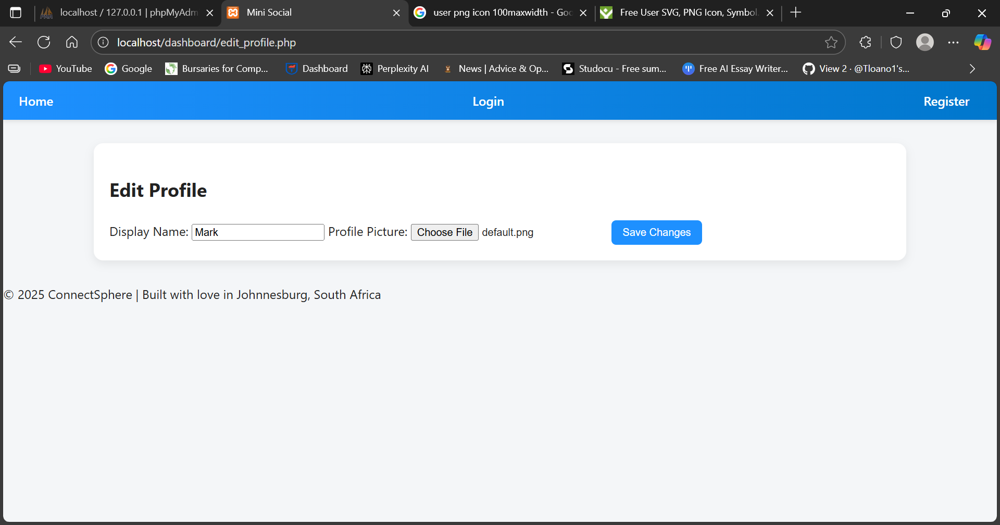 localhost / 127.0.0.1 | phpMyAdm
Mini Social
user png icon 100maxwidth - Goo
Free User SVG, PNG Icon, Symbol.
localhost/dashboard/edit_profile.php
YouTube
Google
Bursaries for Comp...
Dashboard
Perplexity AI
News | Advice & Op...
Studocu - Free sum...
Free AI Essay Writer...
View 2 · @Tloano1's...
Home
Login
Register
Edit Profile
Display Name: Mark Profile Picture: Choose File default.png Save Changes
© 2025 ConnectSphere | Built with love in Johnnesburg, South Africa